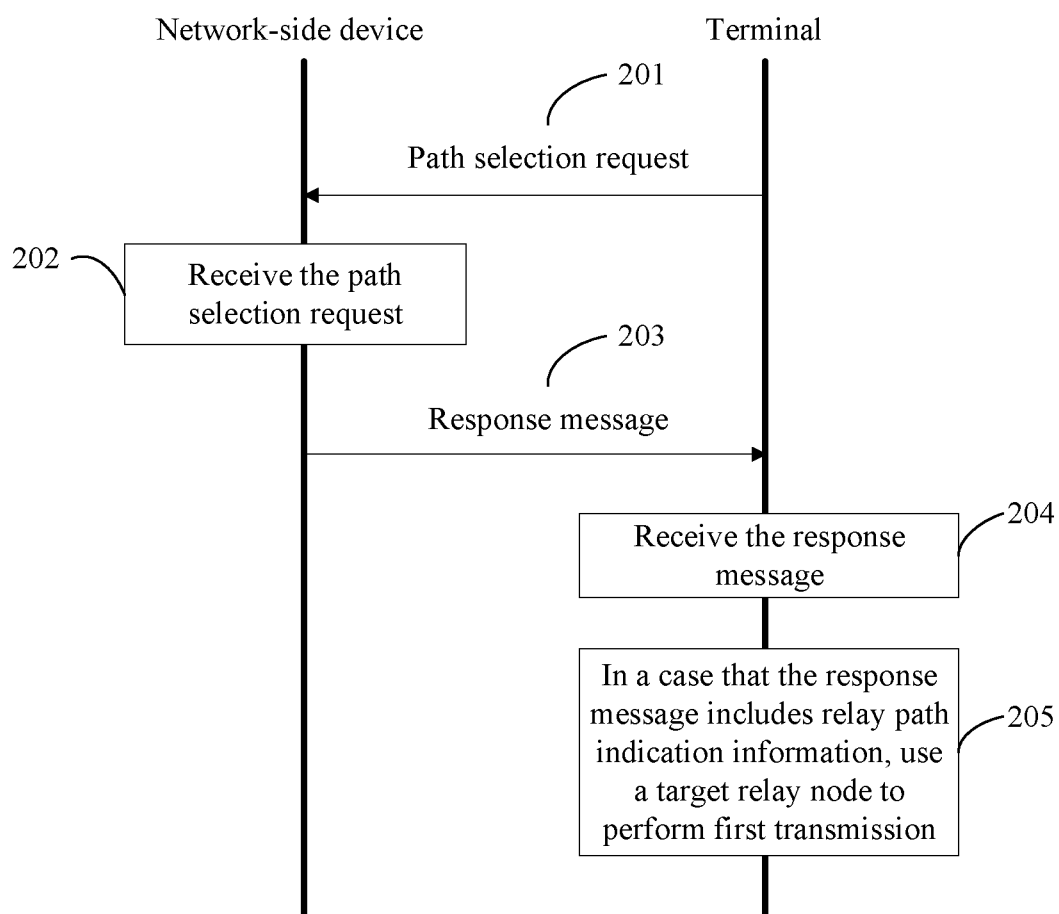 Network-side device
Terminal
201
Path selection request
202
Receive the path
selection request
203
Response message
204
Receive the response
message
In a case that the response
message includes relay path
indication information, use
a target relay node to
perform first transmission
205